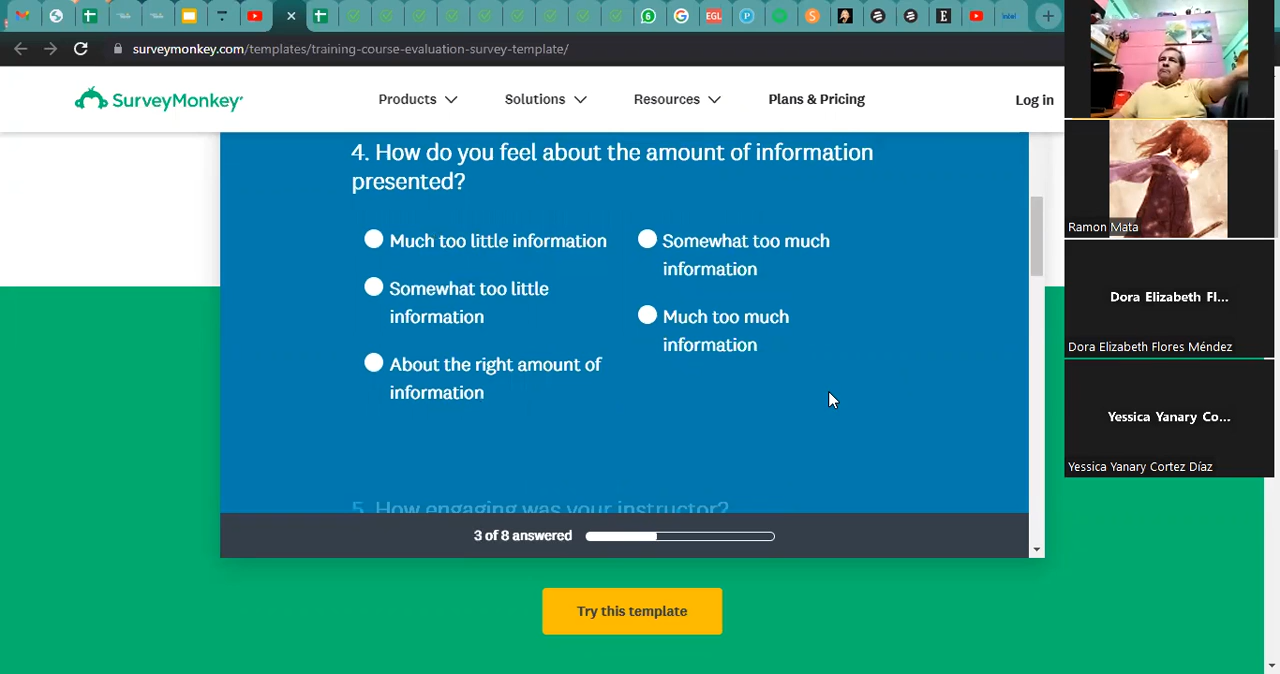 6
EGL
P
S
E
intel
surveymonkey.com/templates/training-course-evaluation-survey-template/
SurveyMonkey
Products
Solutions
Resources
Plans & Pricing
Log in
4. How do you feel about the amount of information
presented?
Much too little information
Somewhat too little
information
About the right amount of
information
Somewhat too much
information
Much too much
information
5. How engaging was your instructor?
3 of 8 answered
Try this template
Ramon Mata
Dora Elizabeth Fl...
Dora Elizabeth Flores Méndez
Yessica Yanary Co...
Yessica Yanary Cortez Díaz